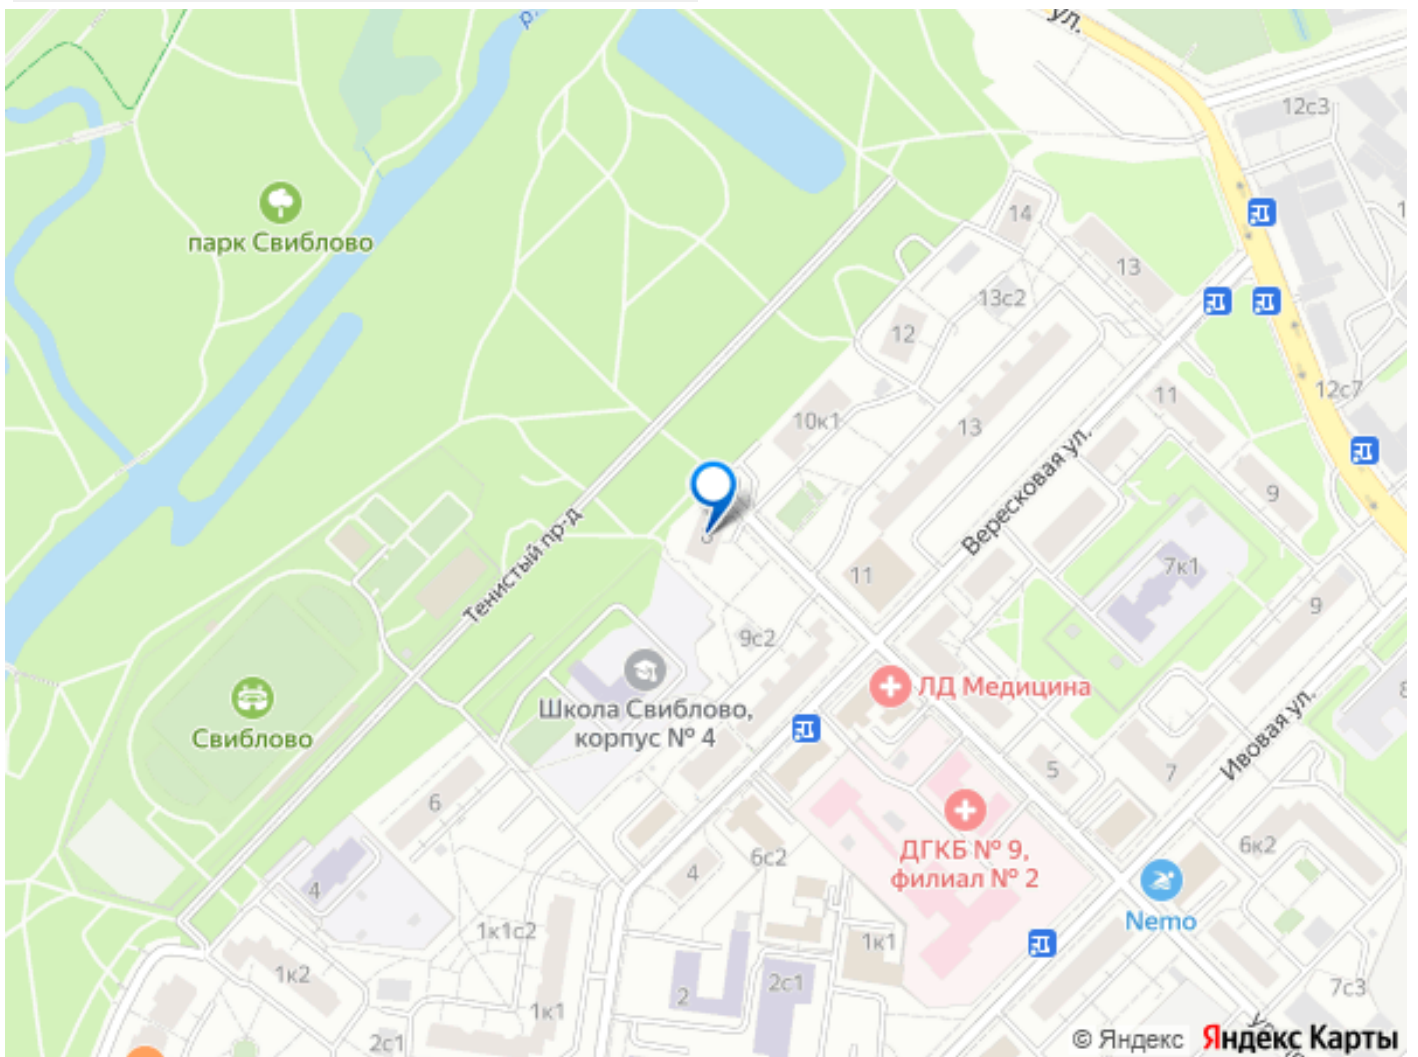 р.
ул.
12с3
парк Свиблово
14
13
13с2
12
12с7
11
10к1
13
Вересковая ул.
9
Тенистый пр-д
8
11
7к1
9
9с2
ЛД Медицина
Школа Свиблово,
корпус № 4
Свиблово
Ивовая ул.
5
7
6
ДГКБ № 9,
филиал № 2
6к2
6с2
4
4
Nemo
1к1с2
1к1
1к2
2
2с1
7с3
1к1
2с1
© Яндекс Яндекс Карты